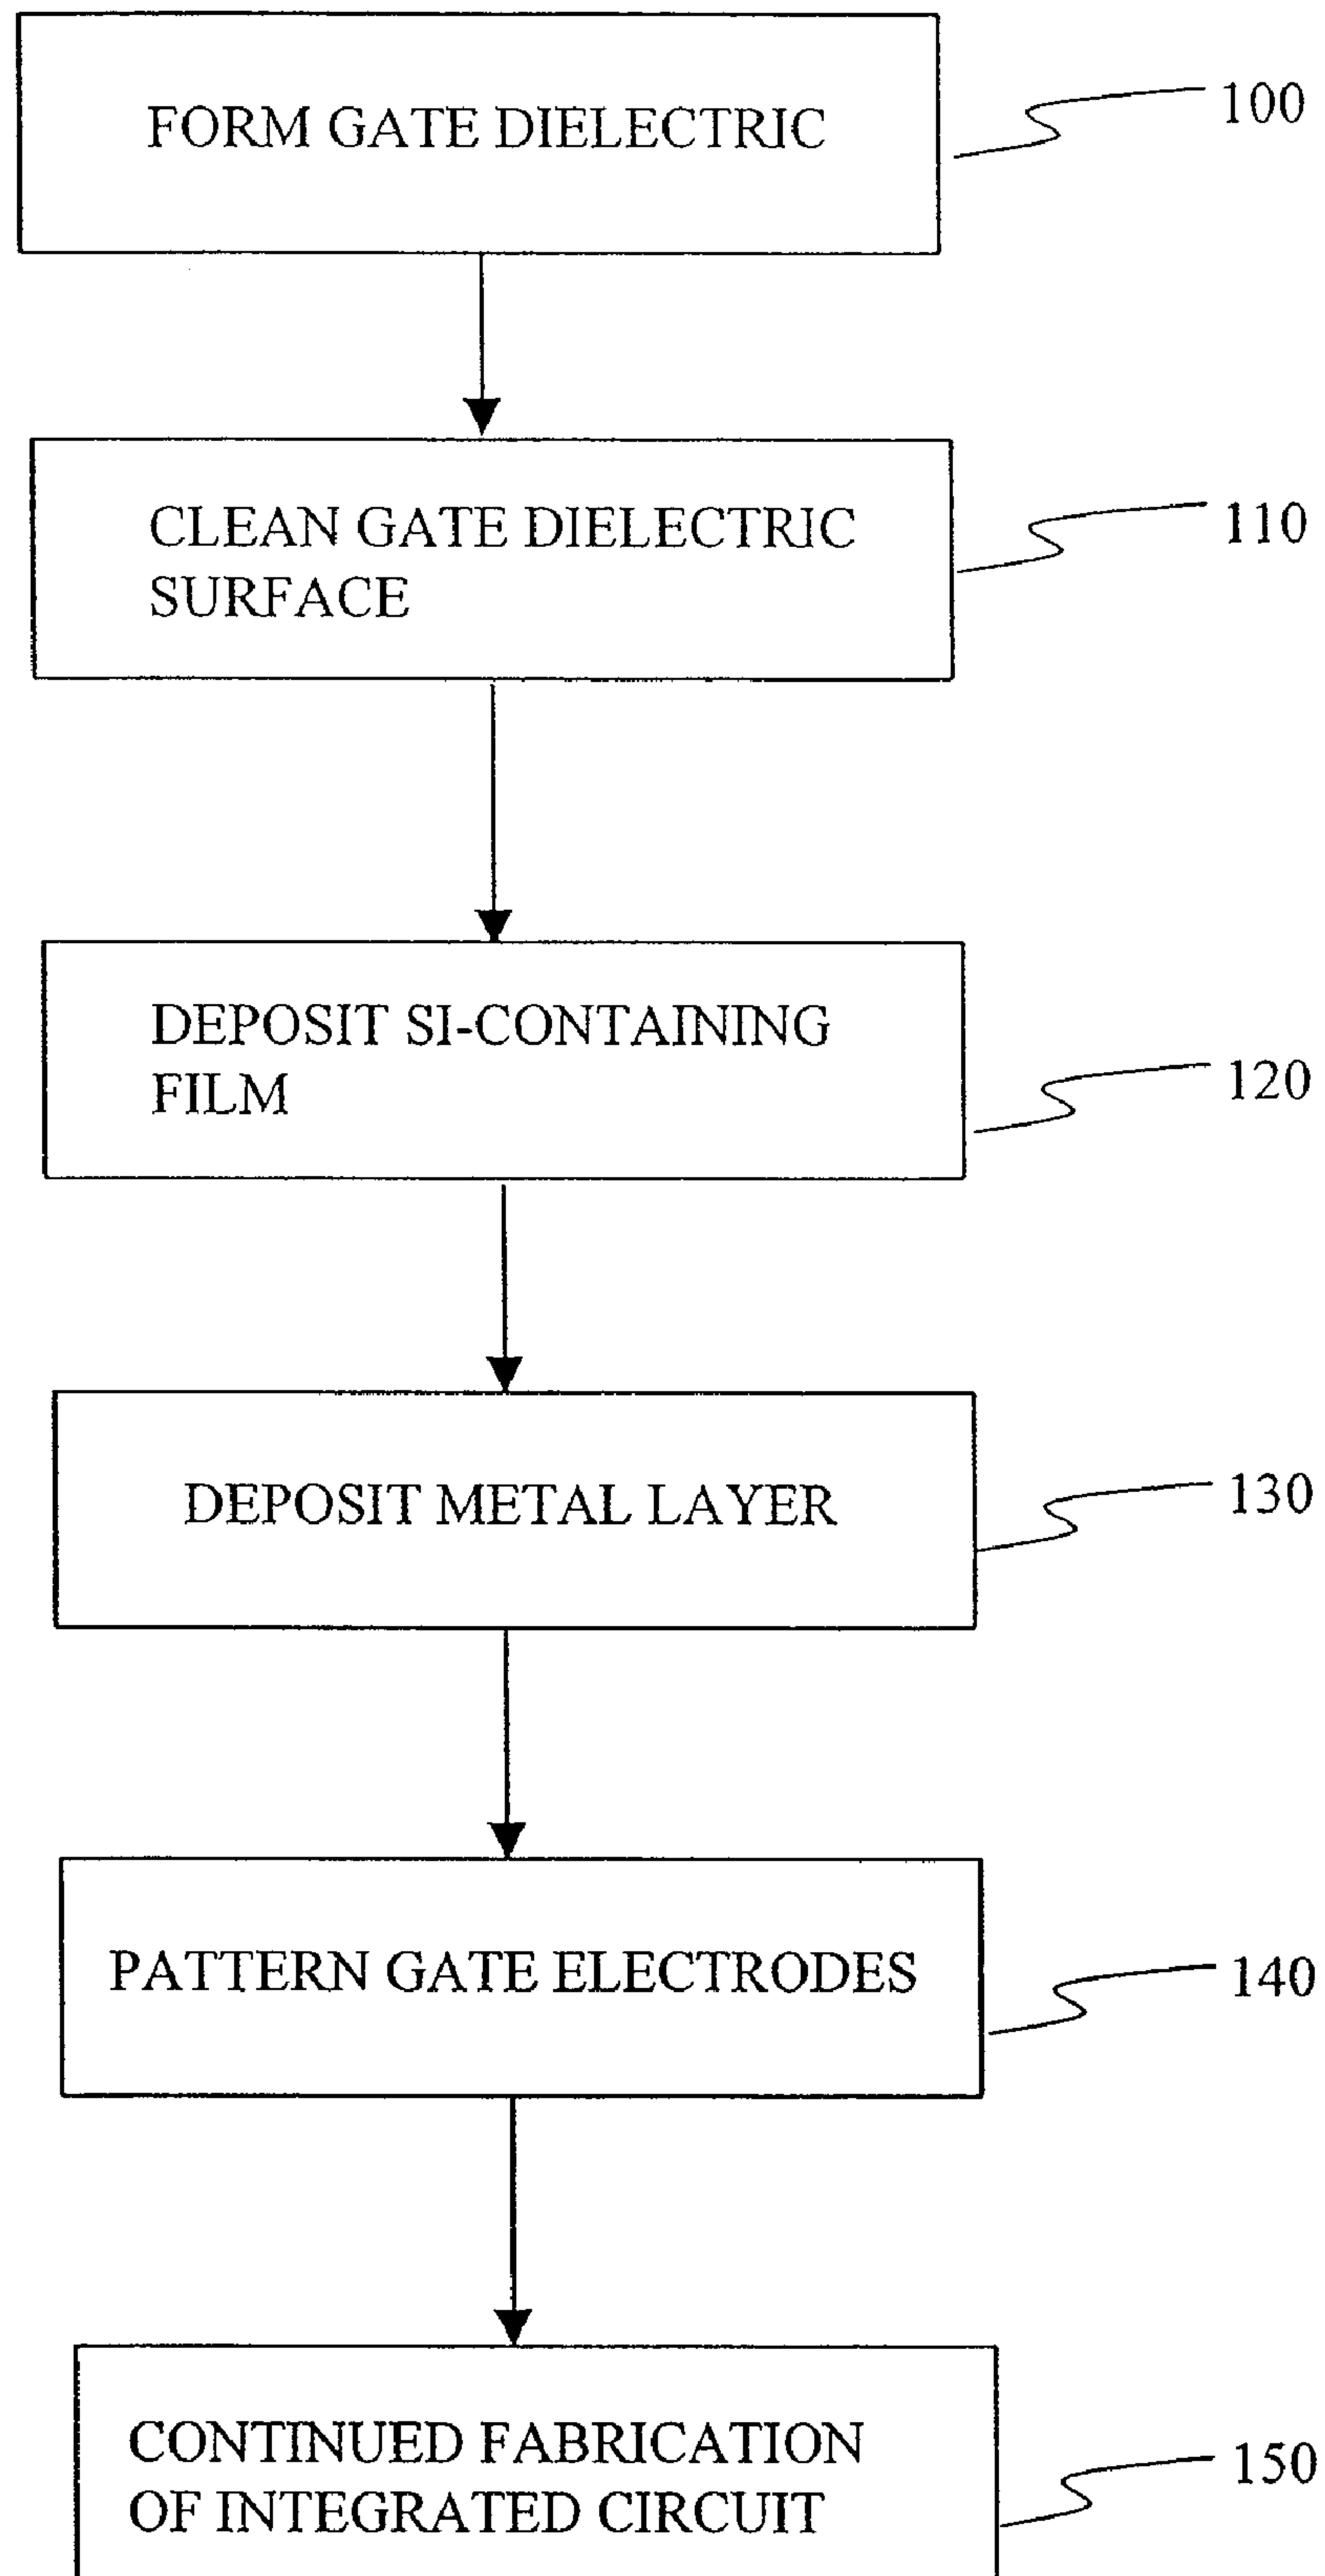 FORM GATE DIELECTRIC
100
CLEAN GATE DIELECTRIC
SURFACE
110
DEPOSIT SI-CONTAINING
FILM
120
DEPOSIT METAL LAYER
130
PATTERN GATE ELECTRODES
140
CONTINUED FABRICATION
OF INTEGRATED CIRCUIT
150